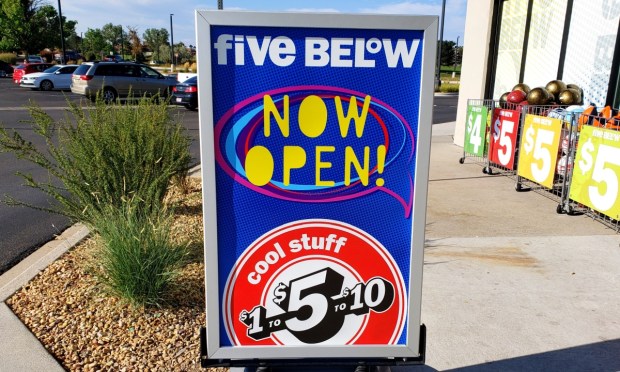 five BELOW
NOW
OPEN!
cool stuff
$1 TO $5 TO $10
$4
$5
$5
$5